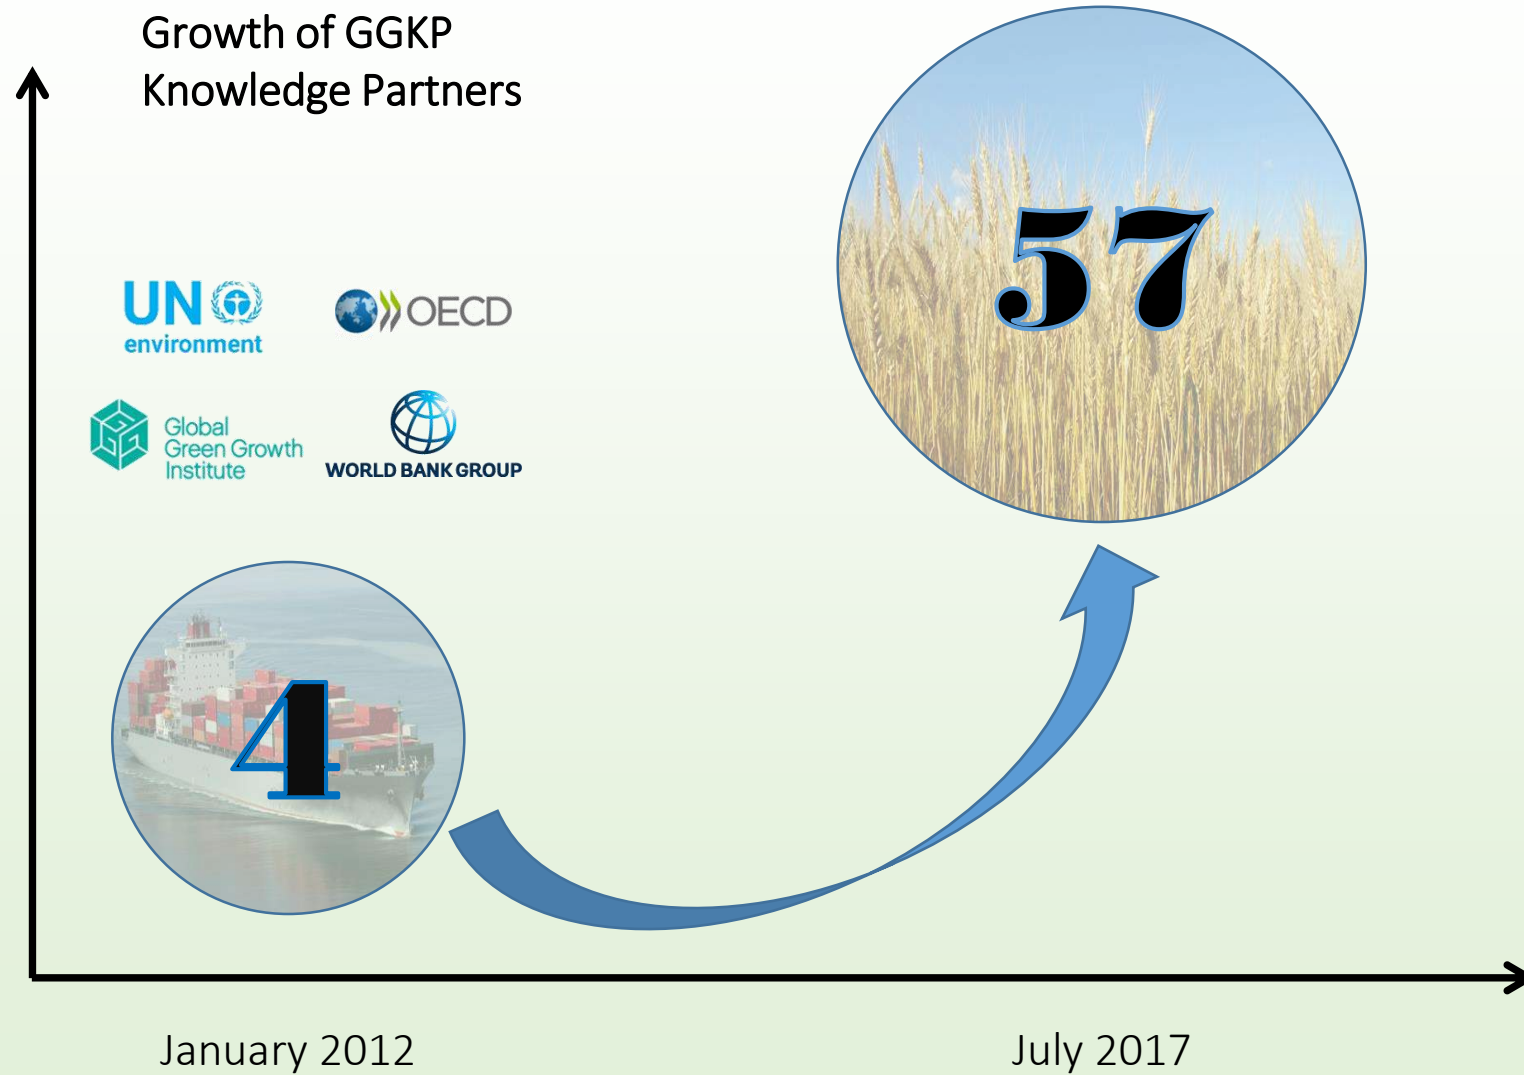 Growth of GGKP
Knowledge Partners
57
UN
environment
OECD
Global
Green Growth
Institute
WORLD BANK GROUP
4
January 2012
July 2017